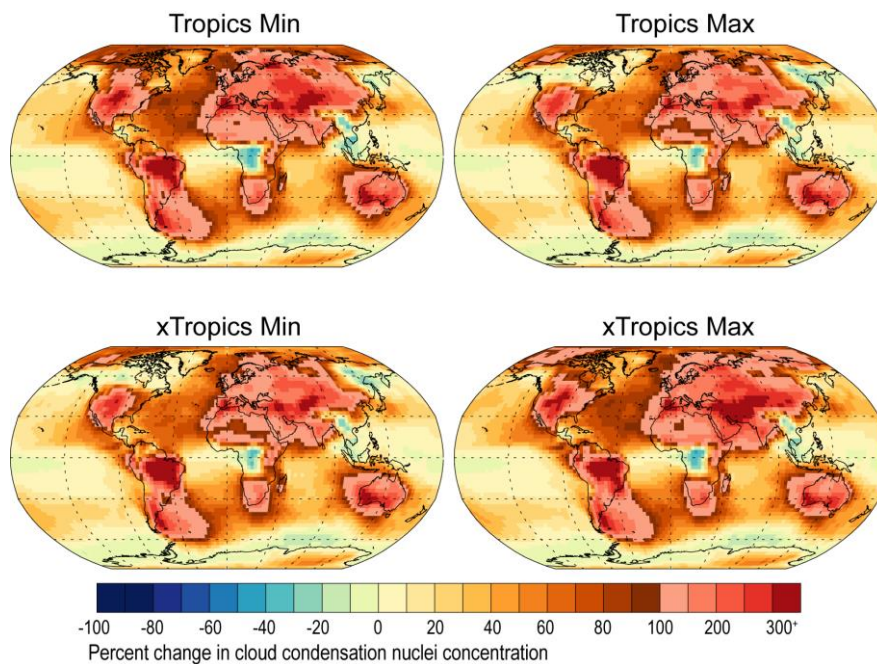 Tropics Min
Tropics Max
xTropics Min
xTropics Max
-100 -80 -60 -40 -20 0 20 40 60 80 100 200 300⁺
Percent change in cloud condensation nuclei concentration